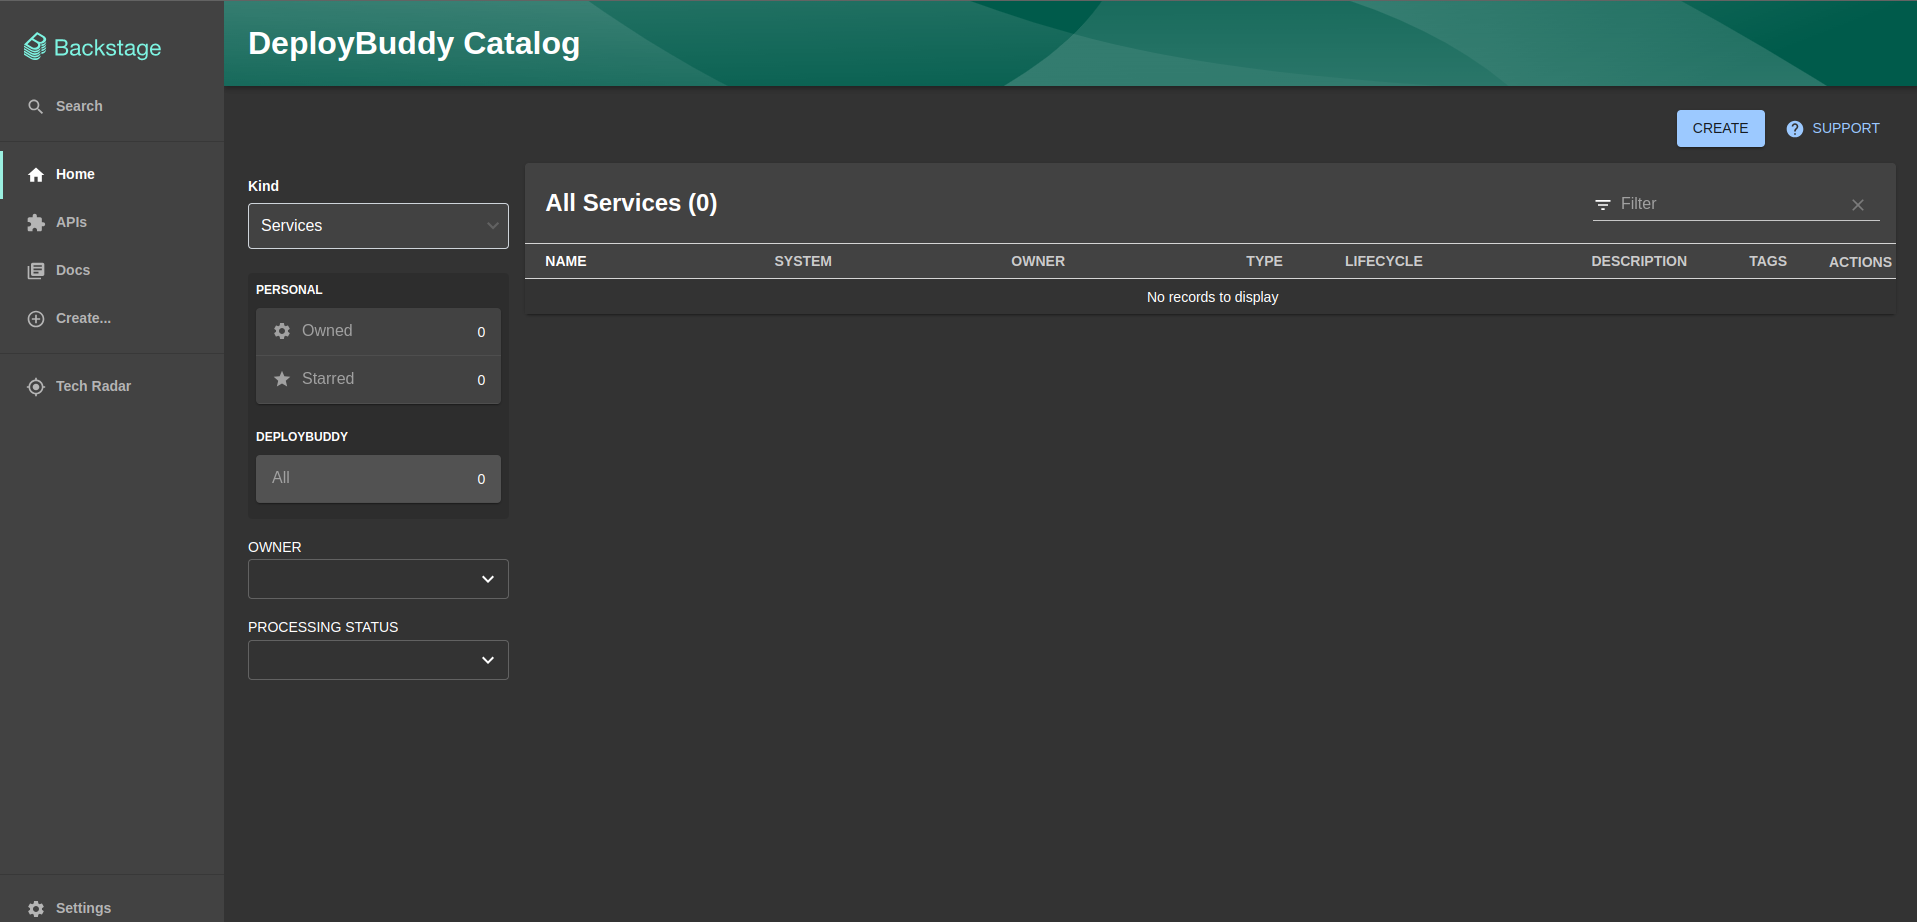 Backstage
Search
Home
APIs
Docs
Create...
Tech Radar
Settings
DeployBuddy Catalog
CREATE
SUPPORT
Kind
Services
PERSONAL
Owned 0
Starred 0
DEPLOYBUDDY
All 0
OWNER
PROCESSING STATUS
All Services (0)
Filter
NAME SYSTEM OWNER TYPE LIFECYCLE DESCRIPTION TAGS ACTIONS
No records to display